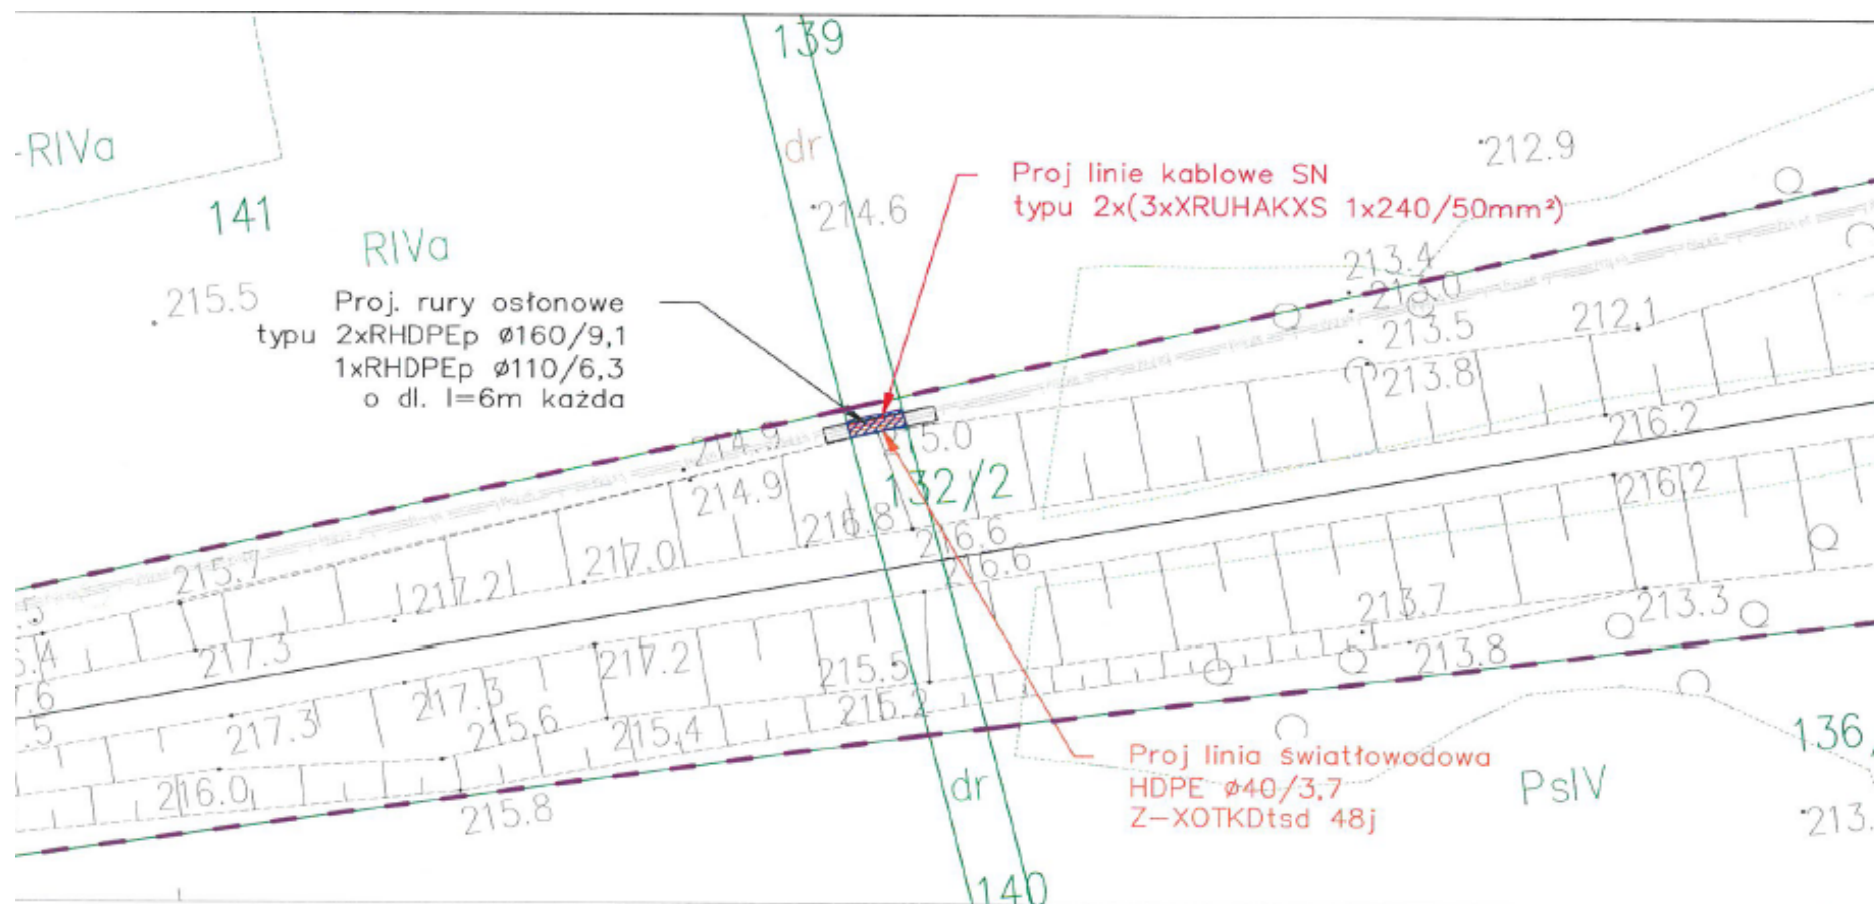 139
-RIVa
dr
212.9
Proj linie kablowe SN
typu 2x(3xXRUHAKXS 1x240/50mm²)
141
214.6
RIVa
213.4
215.5
Proj. rury osłonowe
typu 2xRHDPEp ø160/9,1
1xRHDPEp ø110/6,3
o dl. l=6m każda
213.5
212.1
213.8
214.9
215.0
216.2
132/2
214.9
216.8
216.2
216.6
216.6
217.0
215.7
217.2
213.7
213.3
217.3
217.2
215.5
213.8
217.3
215.2
217.3
215.6
215.4
136,
Proj linia światłowodowa
HDPE ø40/3,7
Z-XOTKDtsd 48j
dr
PsIV
216.0
215.8
213.
140